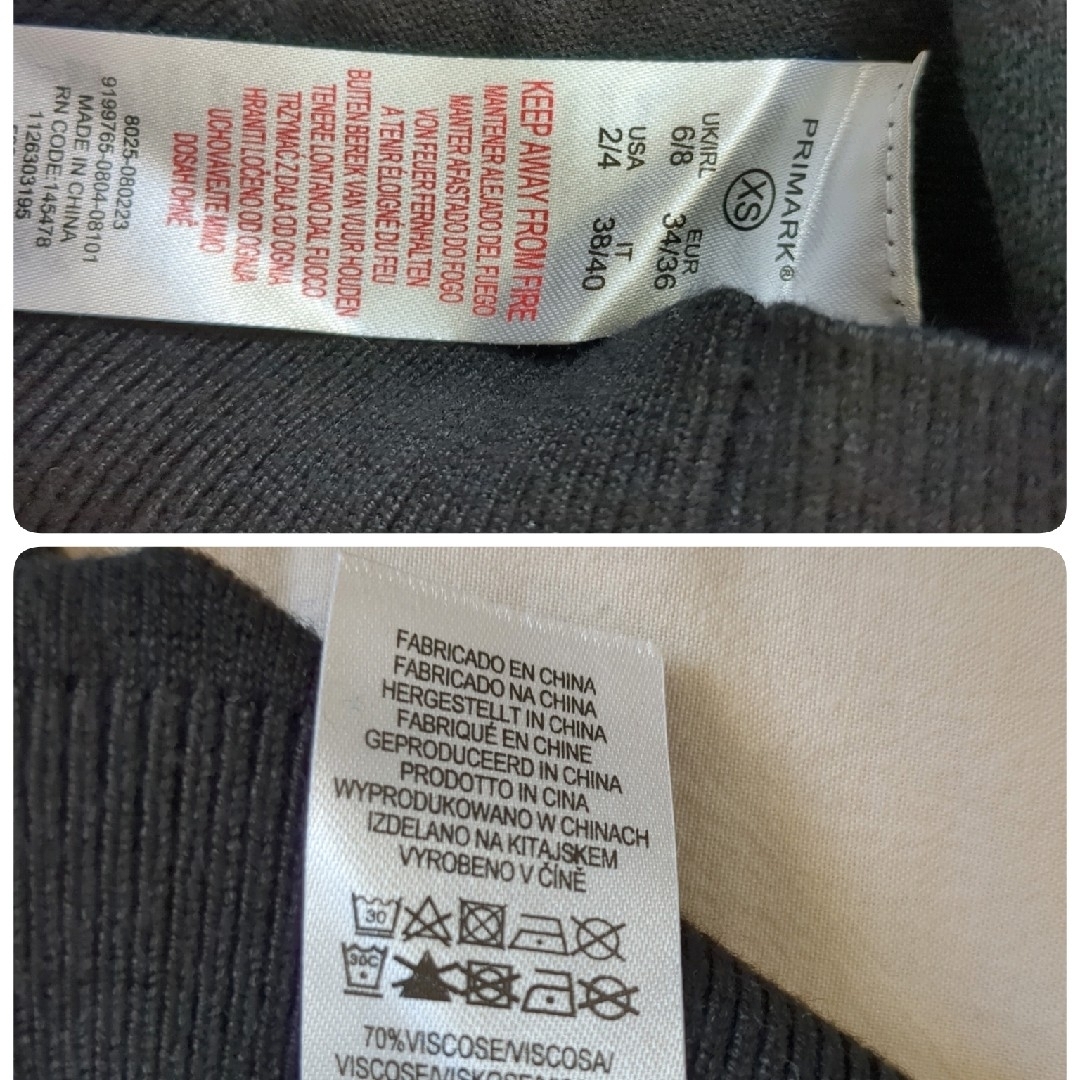 PRIMARK®
XS
UK/IRL EUR
6/8 34/36
USA IT
2/4 38/40
KEEP AWAY FROM FIRE
MANTENER ALEJADO DEL FUEGO
MANTER AFASTADO DO FOGO
VON FEUER FERNHALTEN
À TENIR ÉLOIGNÉ DU FEU
BUITEN BEREIK VAN VUUR HOUDEN
TENERE LONTANO DAL FUOCO
TRZYMAĆ Z DALA OD OGNIA
HRANITI LOČENO OD OGNJA
UCHOVÁVEJTE MIMO
DOSAH OHNĚ
8025-080223
9199765-0804-08101
MADE IN CHINA
RN CODE:145478
1126303195
FABRICADO EN CHINA
FABRICADO NA CHINA
HERGESTELLT IN CHINA
FABRIQUÉ EN CHINE
GEPRODUCEERD IN CHINA
PRODOTTO IN CINA
WYPRODUKOWANO W CHINACH
IZDELANO NA KITAJSKEM
VYROBENO V ČÍNĚ
30
30C
70%VISCOSE/VISCOSA/